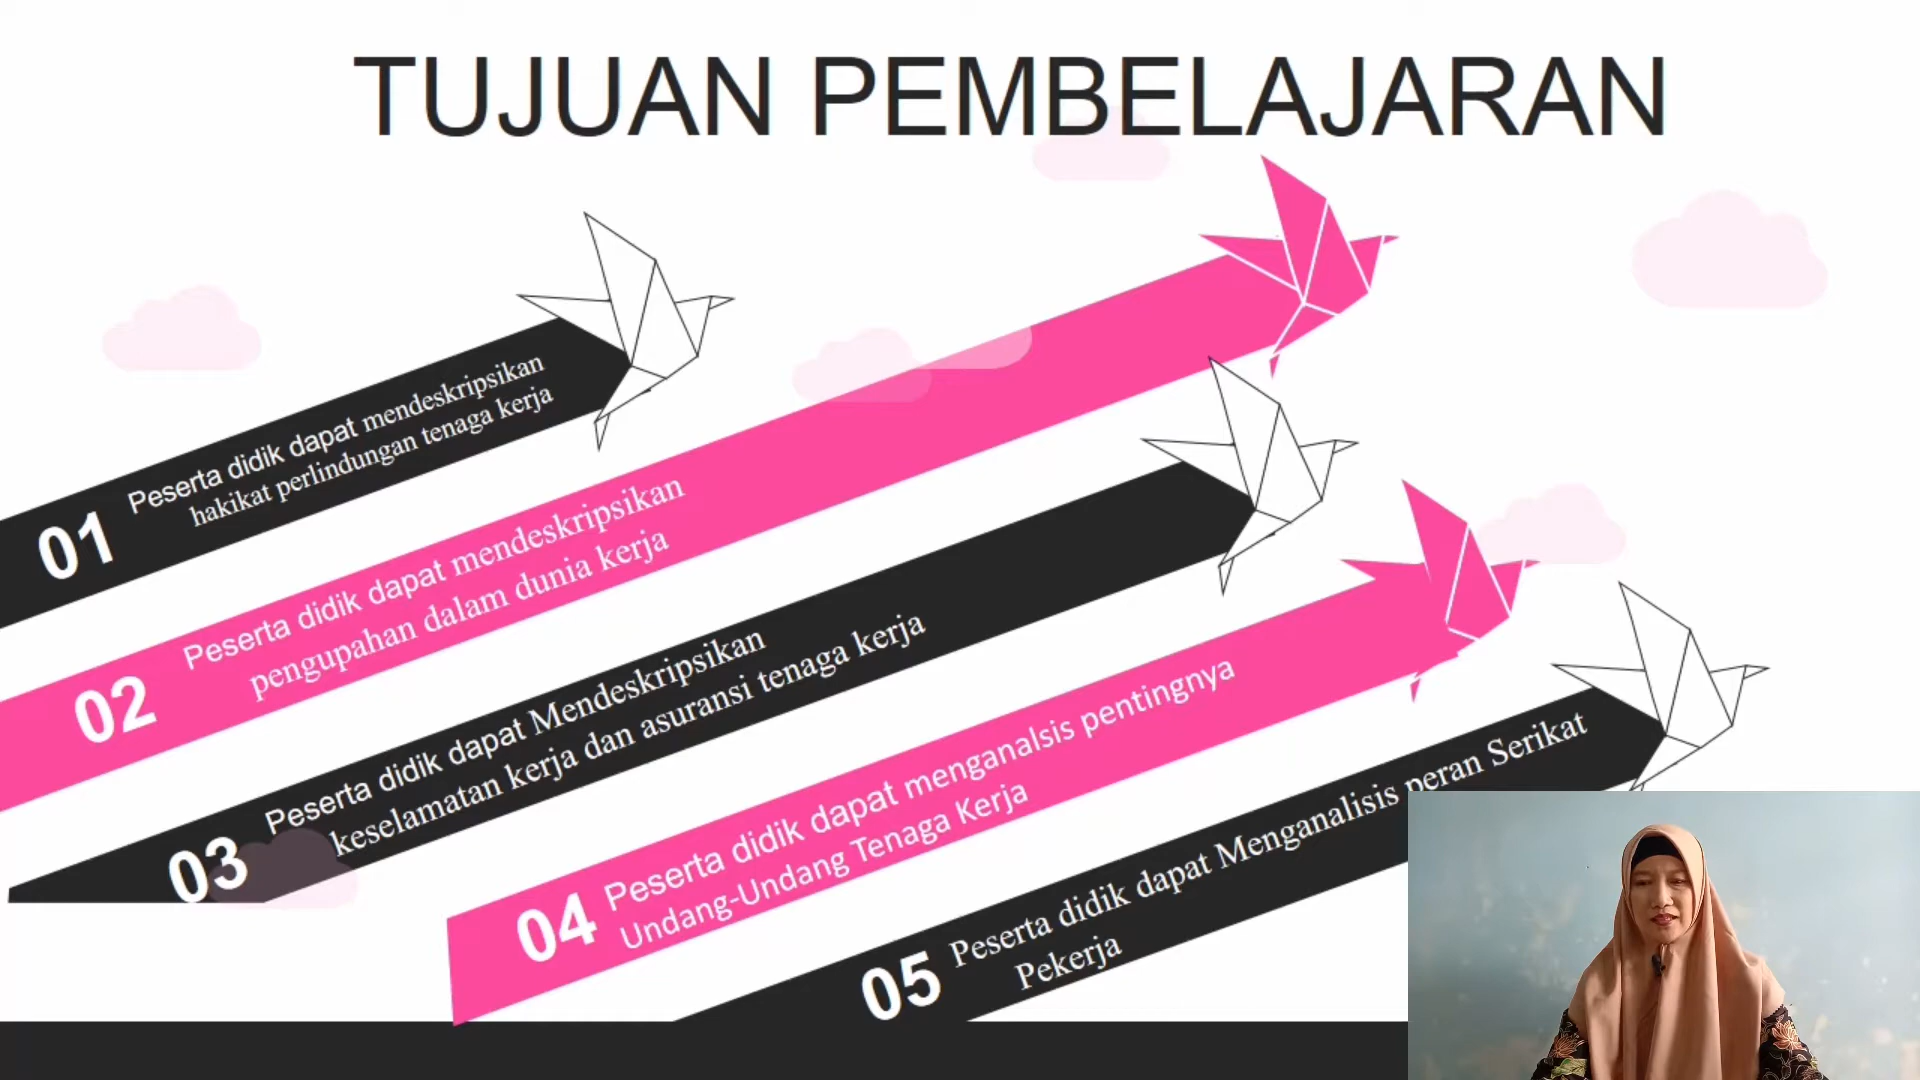 TUJUAN PEMBELAJARAN
01
Peserta didik dapat mendeskripsikan
hakikat perlindungan tenaga kerja
02
Peserta didik dapat mendeskripsikan
pengupahan dalam dunia kerja
03
Peserta didik dapat Mendeskripsikan
keselamatan kerja dan asuransi tenaga kerja
04
Peserta didik dapat menganalsis pentingnya
Undang-Undang Tenaga Kerja
05
Peserta didik dapat Menganalisis peran Serikat
Pekerja